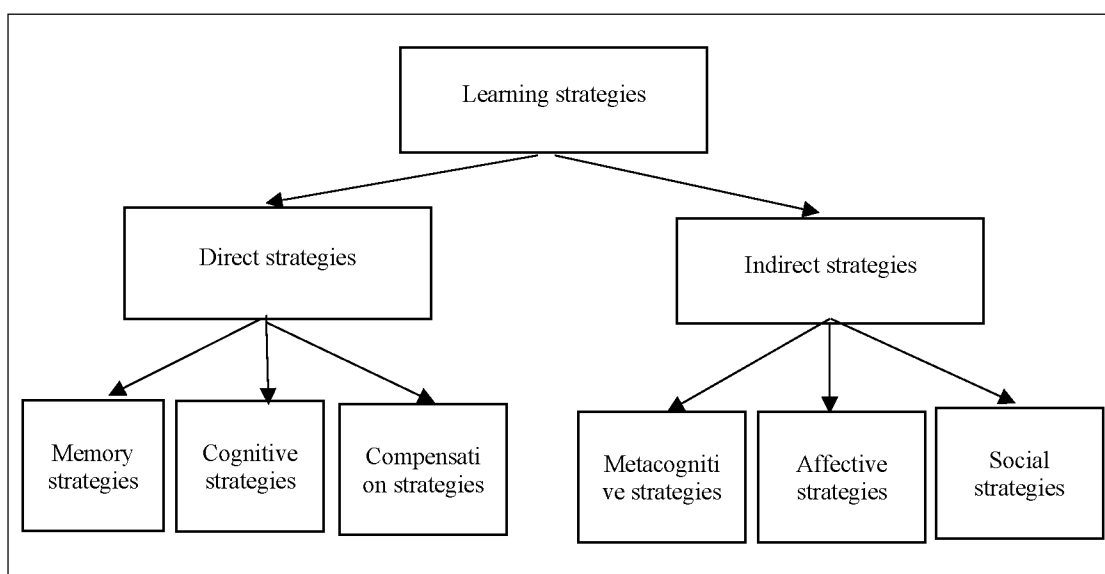 Learning strategies
Direct strategies
Indirect strategies
Memory
strategies
Cognitive
strategies
Compensati
on strategies
Metacogniti
ve strategies
Affective
strategies
Social
strategies